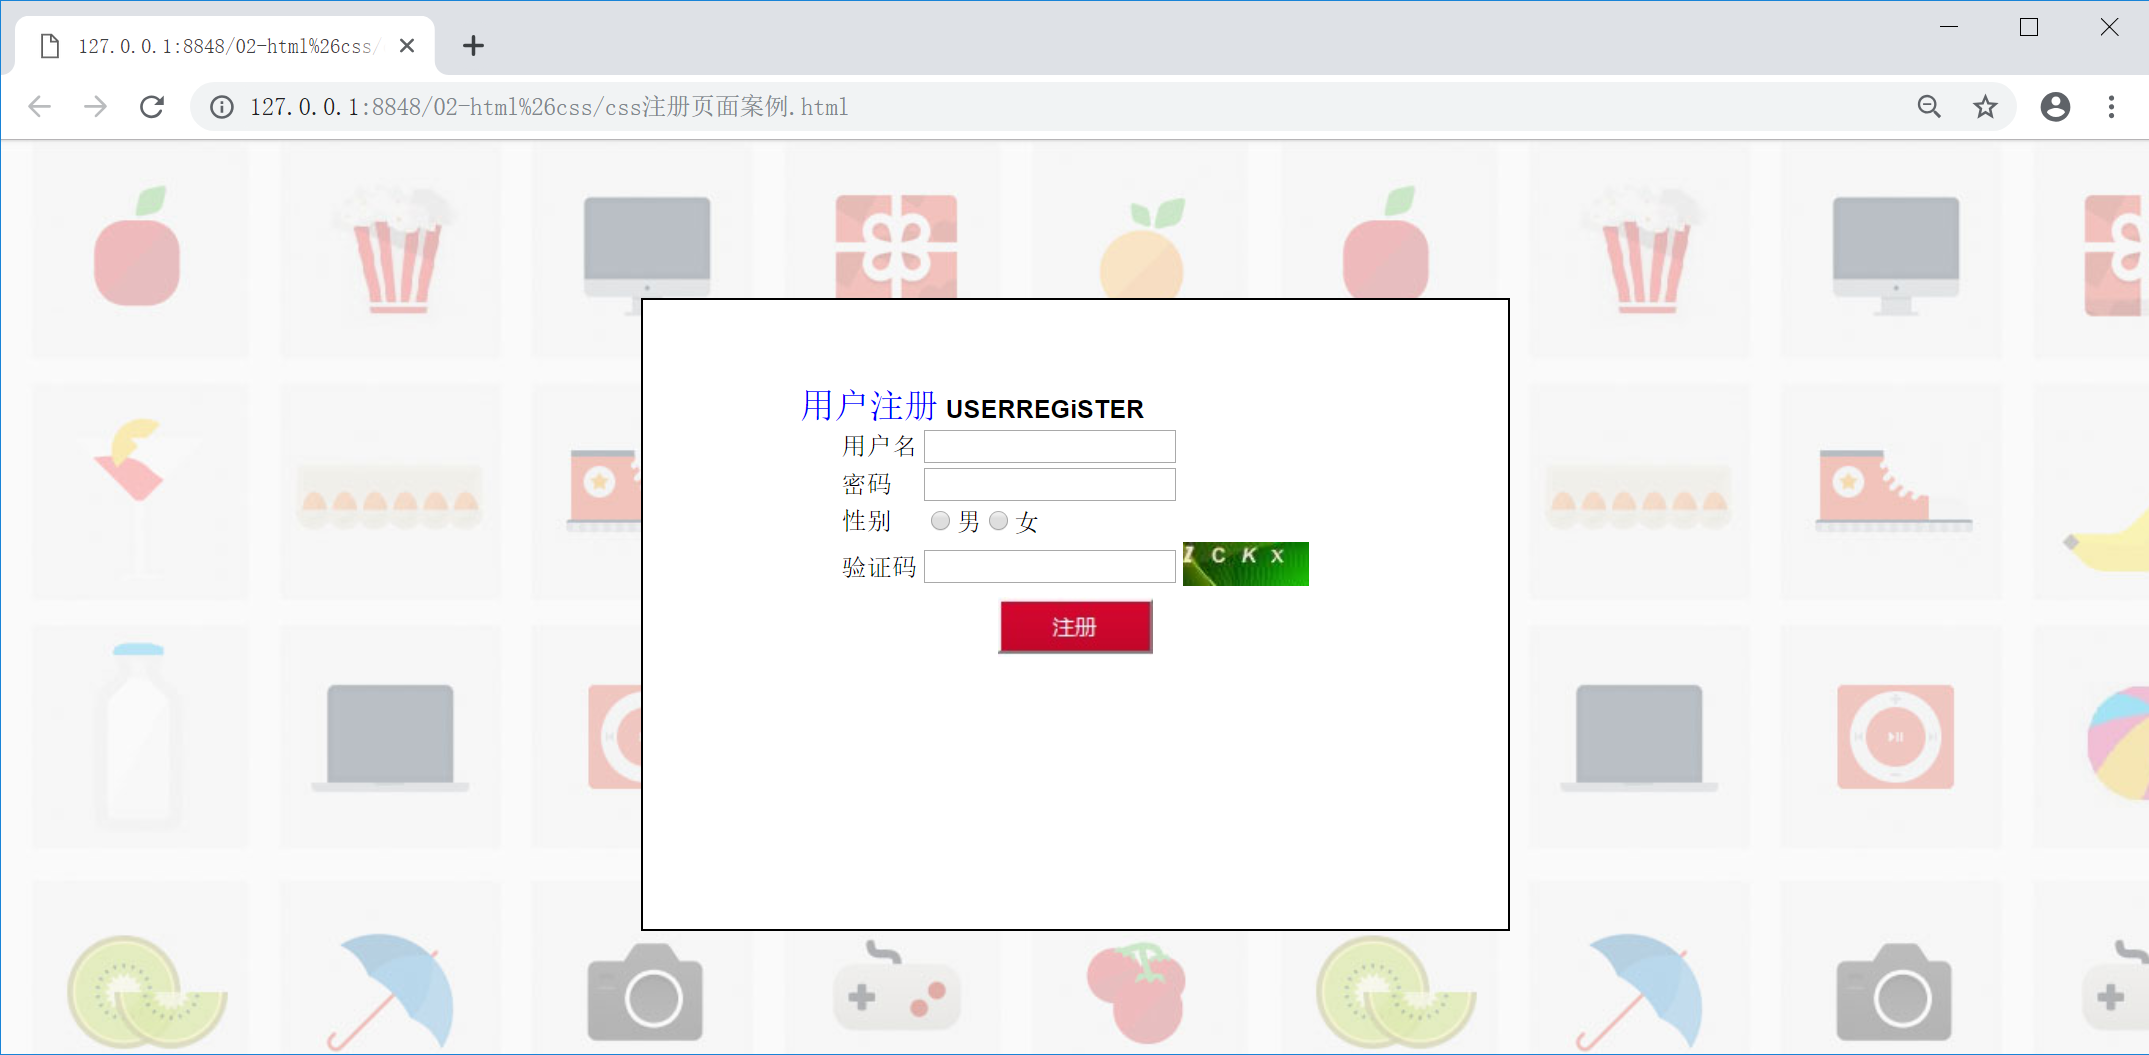 127.0.0.1:8848/02-html%26css/
127.0.0.1:8848/02-html%26css/css注册页面案例.html
用户注册 USERREGiSTER
用户名
密码
性别 男 女
验证码 ZCKX
注册